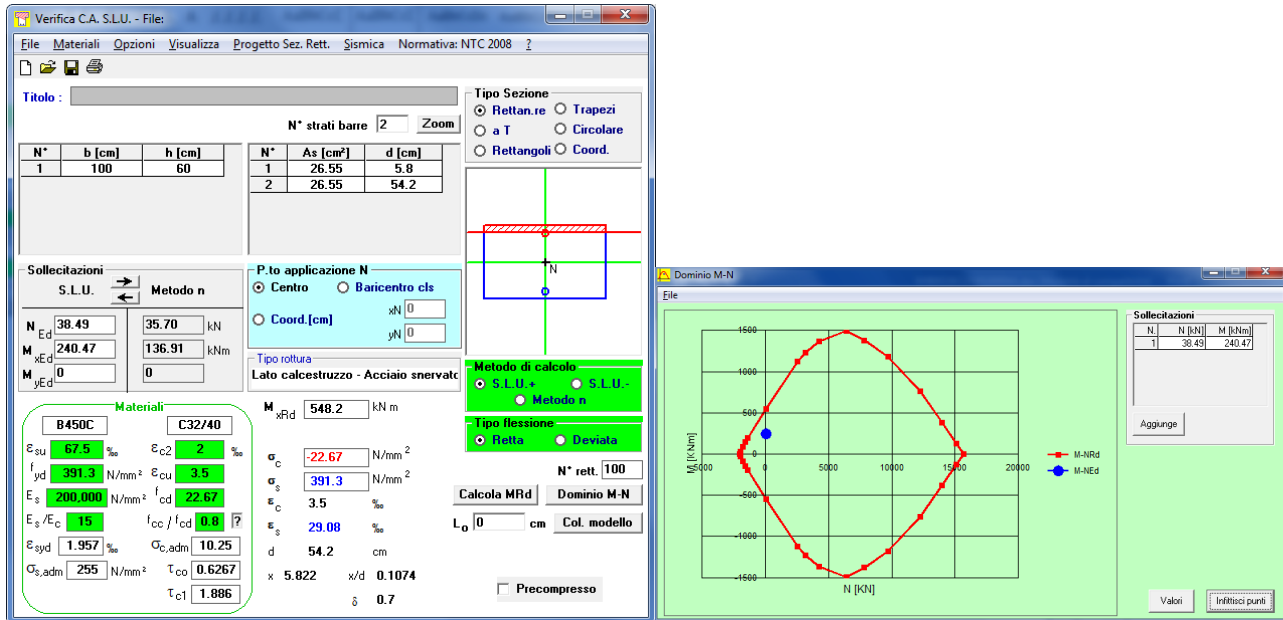 Verifica C.A. S.L.U. - File:
File Materiali Opzioni Visualizza Progetto Sez. Rett. Sismica Normativa: NTC 2008 ?
Titolo :
N° strati barre 2 Zoom
N° b [cm] h [cm]
1 100 60
N° As [cm²] d [cm]
1 26.55 5.8
2 26.55 54.2
Tipo Sezione
Rettan.re Trapezi
a T Circolare
Rettangoli Coord.
N
Sollecitazioni
S.L.U. Metodo n
N Ed 38.49 35.70 kN
M xEd 240.47 136.91 kNm
M yEd 0 0
P.to applicazione N
Centro Baricentro cls
Coord.[cm] xN 0
yN 0
Tipo rottura
Lato calcestruzzo - Acciaio snervato
Metodo di calcolo
S.L.U.+ S.L.U.-
Metodo n
Tipo flessione
Retta Deviata
N° rett. 100
Calcola MRd Dominio M-N
L0 0 cm Col. modello
Precompresso
Materiali
B450C C32/40
εsu 67.5 ‰ εc2 2 ‰
fyd 391.3 N/mm² εcu 3.5
Es 200,000 N/mm² fcd 22.67
Es/Ec 15 fcc/fcd 0.8 ?
εsyd 1.957 ‰ σc,adm 10.25
σs,adm 255 N/mm² τco 0.6267
τc1 1.886
M xRd 548.2 kN m
σc -22.67 N/mm²
σs 391.3 N/mm²
εc 3.5 ‰
εs 29.08 ‰
d 54.2 cm
x 5.822 x/d 0.1074
δ 0.7
Dominio M-N
File
1500
1000
500
-5000 0 5000 10000 15000 20000
-500
-1000
-1500
M [KNm]
N [KN]
M-NRd
M-NEd
Sollecitazioni
N. N [kN] M [kNm]
1 38.49 240.47
Aggiunge
Valori Infittisci punti